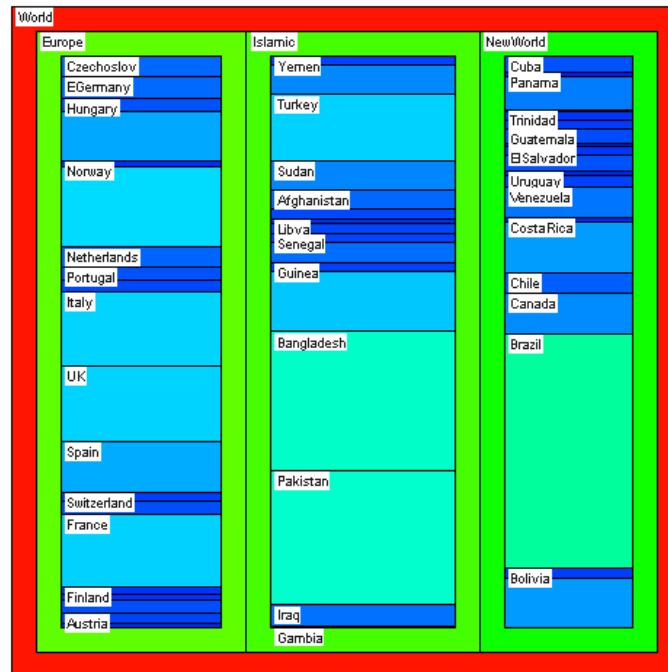 World
Europe
Czechoslov
EGermany
Hungary
Norway
Netherlands
Portugal
Italy
UK
Spain
Switzerland
France
Finland
Austria
Islamic
Yemen
Turkey
Sudan
Afghanistan
Libya
Senegal
Guinea
Bangladesh
Pakistan
Iraq
Gambia
NewWorld
Cuba
Panama
Trinidad
Guatemala
ElSalvador
Uruguay
Venezuela
CostaRica
Chile
Canada
Brazil
Bolivia